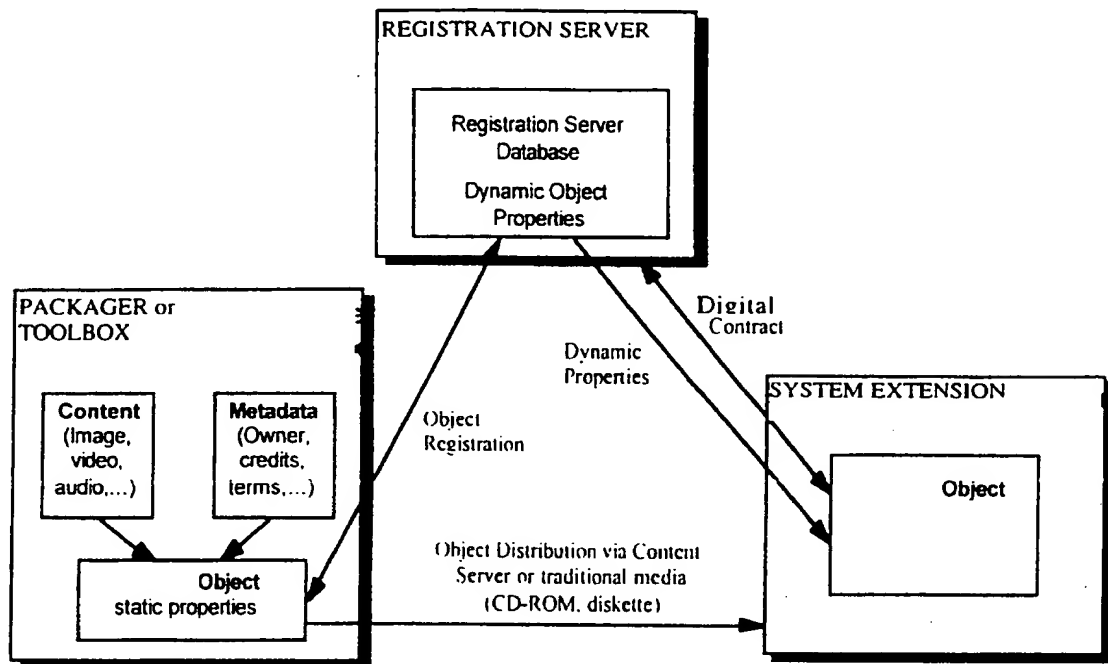 REGISTRATION SERVER
Registration Server
Database
Dynamic Object
Properties
PACKAGER or
TOOLBOX
Content
(Image,
video,
audio,...)
Metadata
(Owner,
credits,
terms,...)
Object
static properties
Object
Registration
Dynamic
Properties
Digital
Contract
Object Distribution via Content
Server or traditional media
(CD-ROM, diskette)
SYSTEM EXTENSION
Object